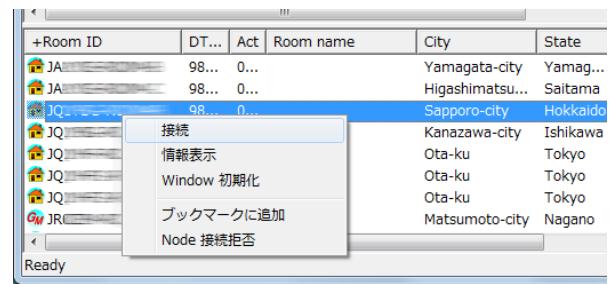 +Room ID DT... Act Room name City State
JA 98... 0... Yamagata-city Yamag...
JA 98... 0... Higashimatsu... Saitama
JQ 98... 0... Sapporo-city Hokkaido
JQ Kanazawa-city Ishikawa
JQ Ota-ku Tokyo
JQ Ota-ku Tokyo
JQ Ota-ku Tokyo
GM JR Matsumoto-city Nagano
接続
情報表示
Window 初期化
ブックマークに追加
Node 接続拒否
Ready